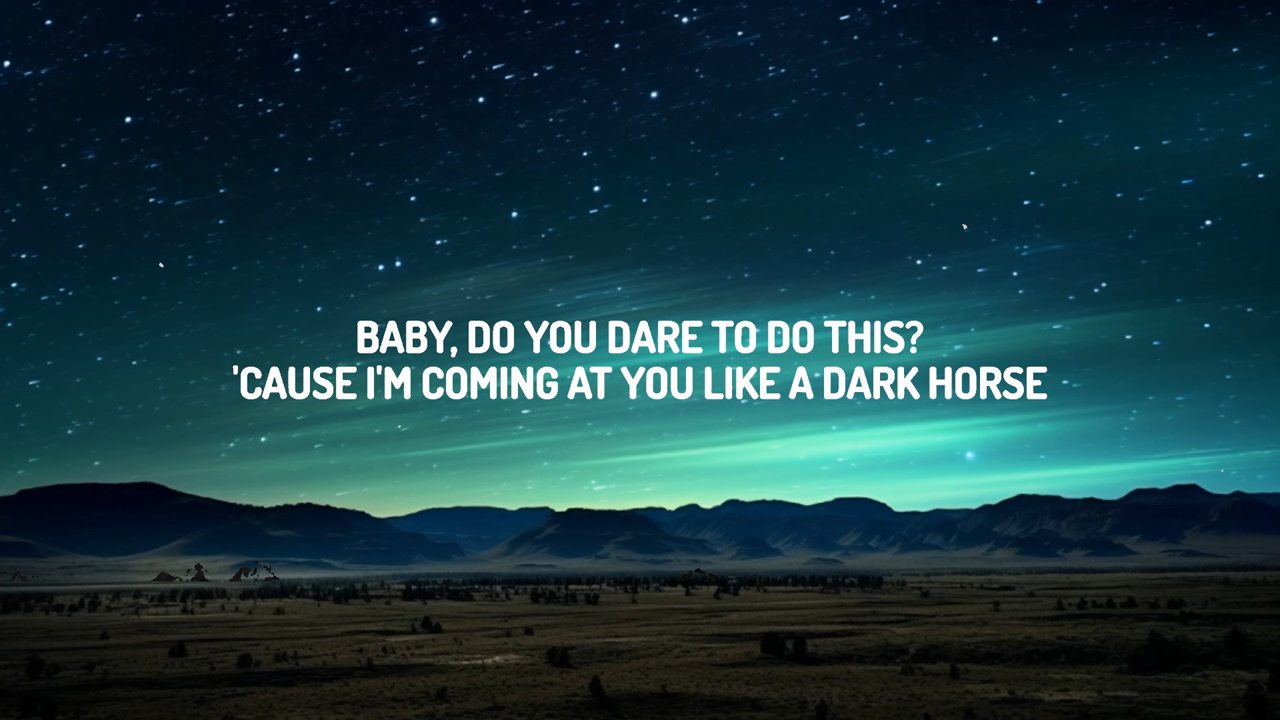 BABY, DO YOU DARE TO DO THIS?
'CAUSE I'M COMING AT YOU LIKE A DARK HORSE